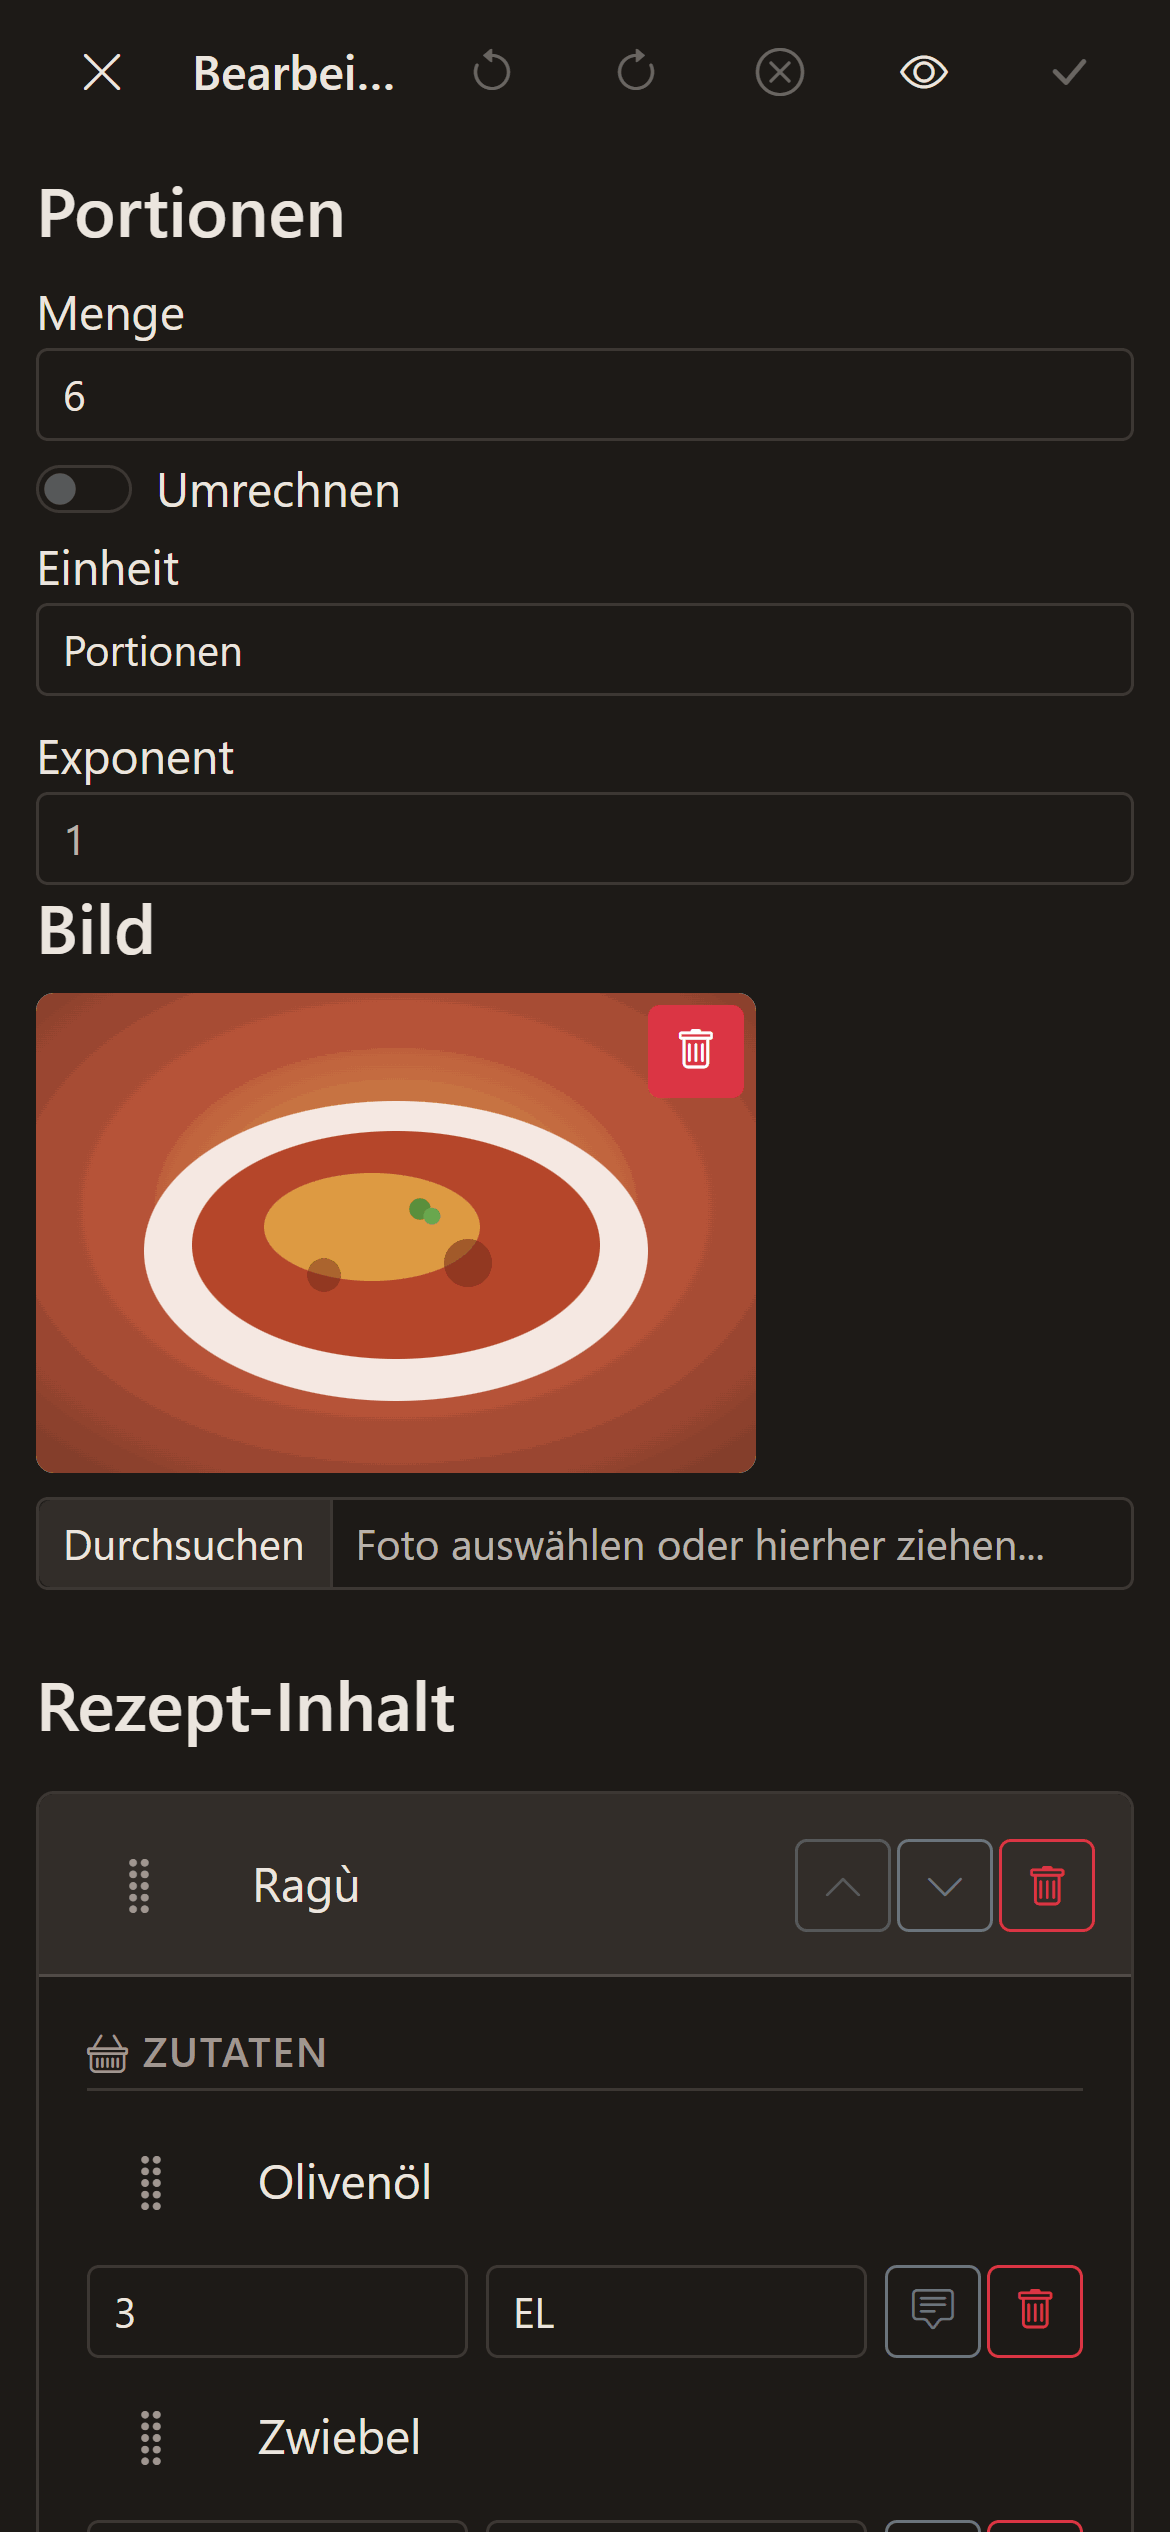 Bearbei...
Portionen
Menge
6
Umrechnen
Einheit
Portionen
Exponent
1
Bild
Durchsuchen Foto auswählen oder hierher ziehen...
Rezept-Inhalt
Ragù
ZUTATEN
Olivenöl
3 EL
Zwiebel